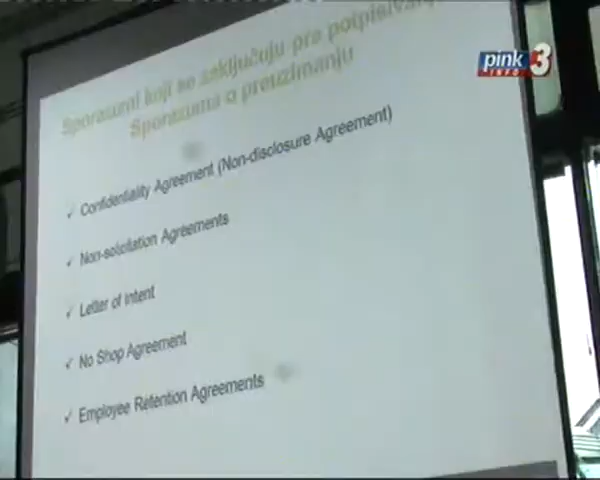 Sporazumi koji se zaključuju pre potpisivanja
Sporazuma o preuzimanju
✓ Confidentiality Agreement (Non-disclosure Agreement)
✓ Non-solicitation Agreements
✓ Letter of Intent
✓ No Shop Agreement
✓ Employee Retention Agreements
pink 3
INFO